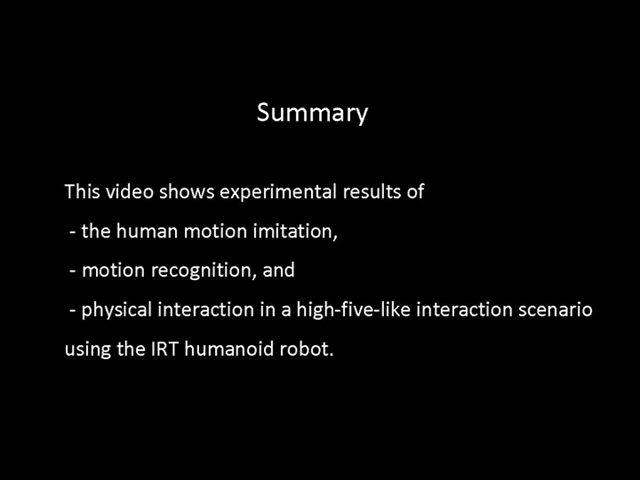 Summary
This video shows experimental results of
- the human motion imitation,
- motion recognition, and
- physical interaction in a high-five-like interaction scenario
using the IRT humanoid robot.